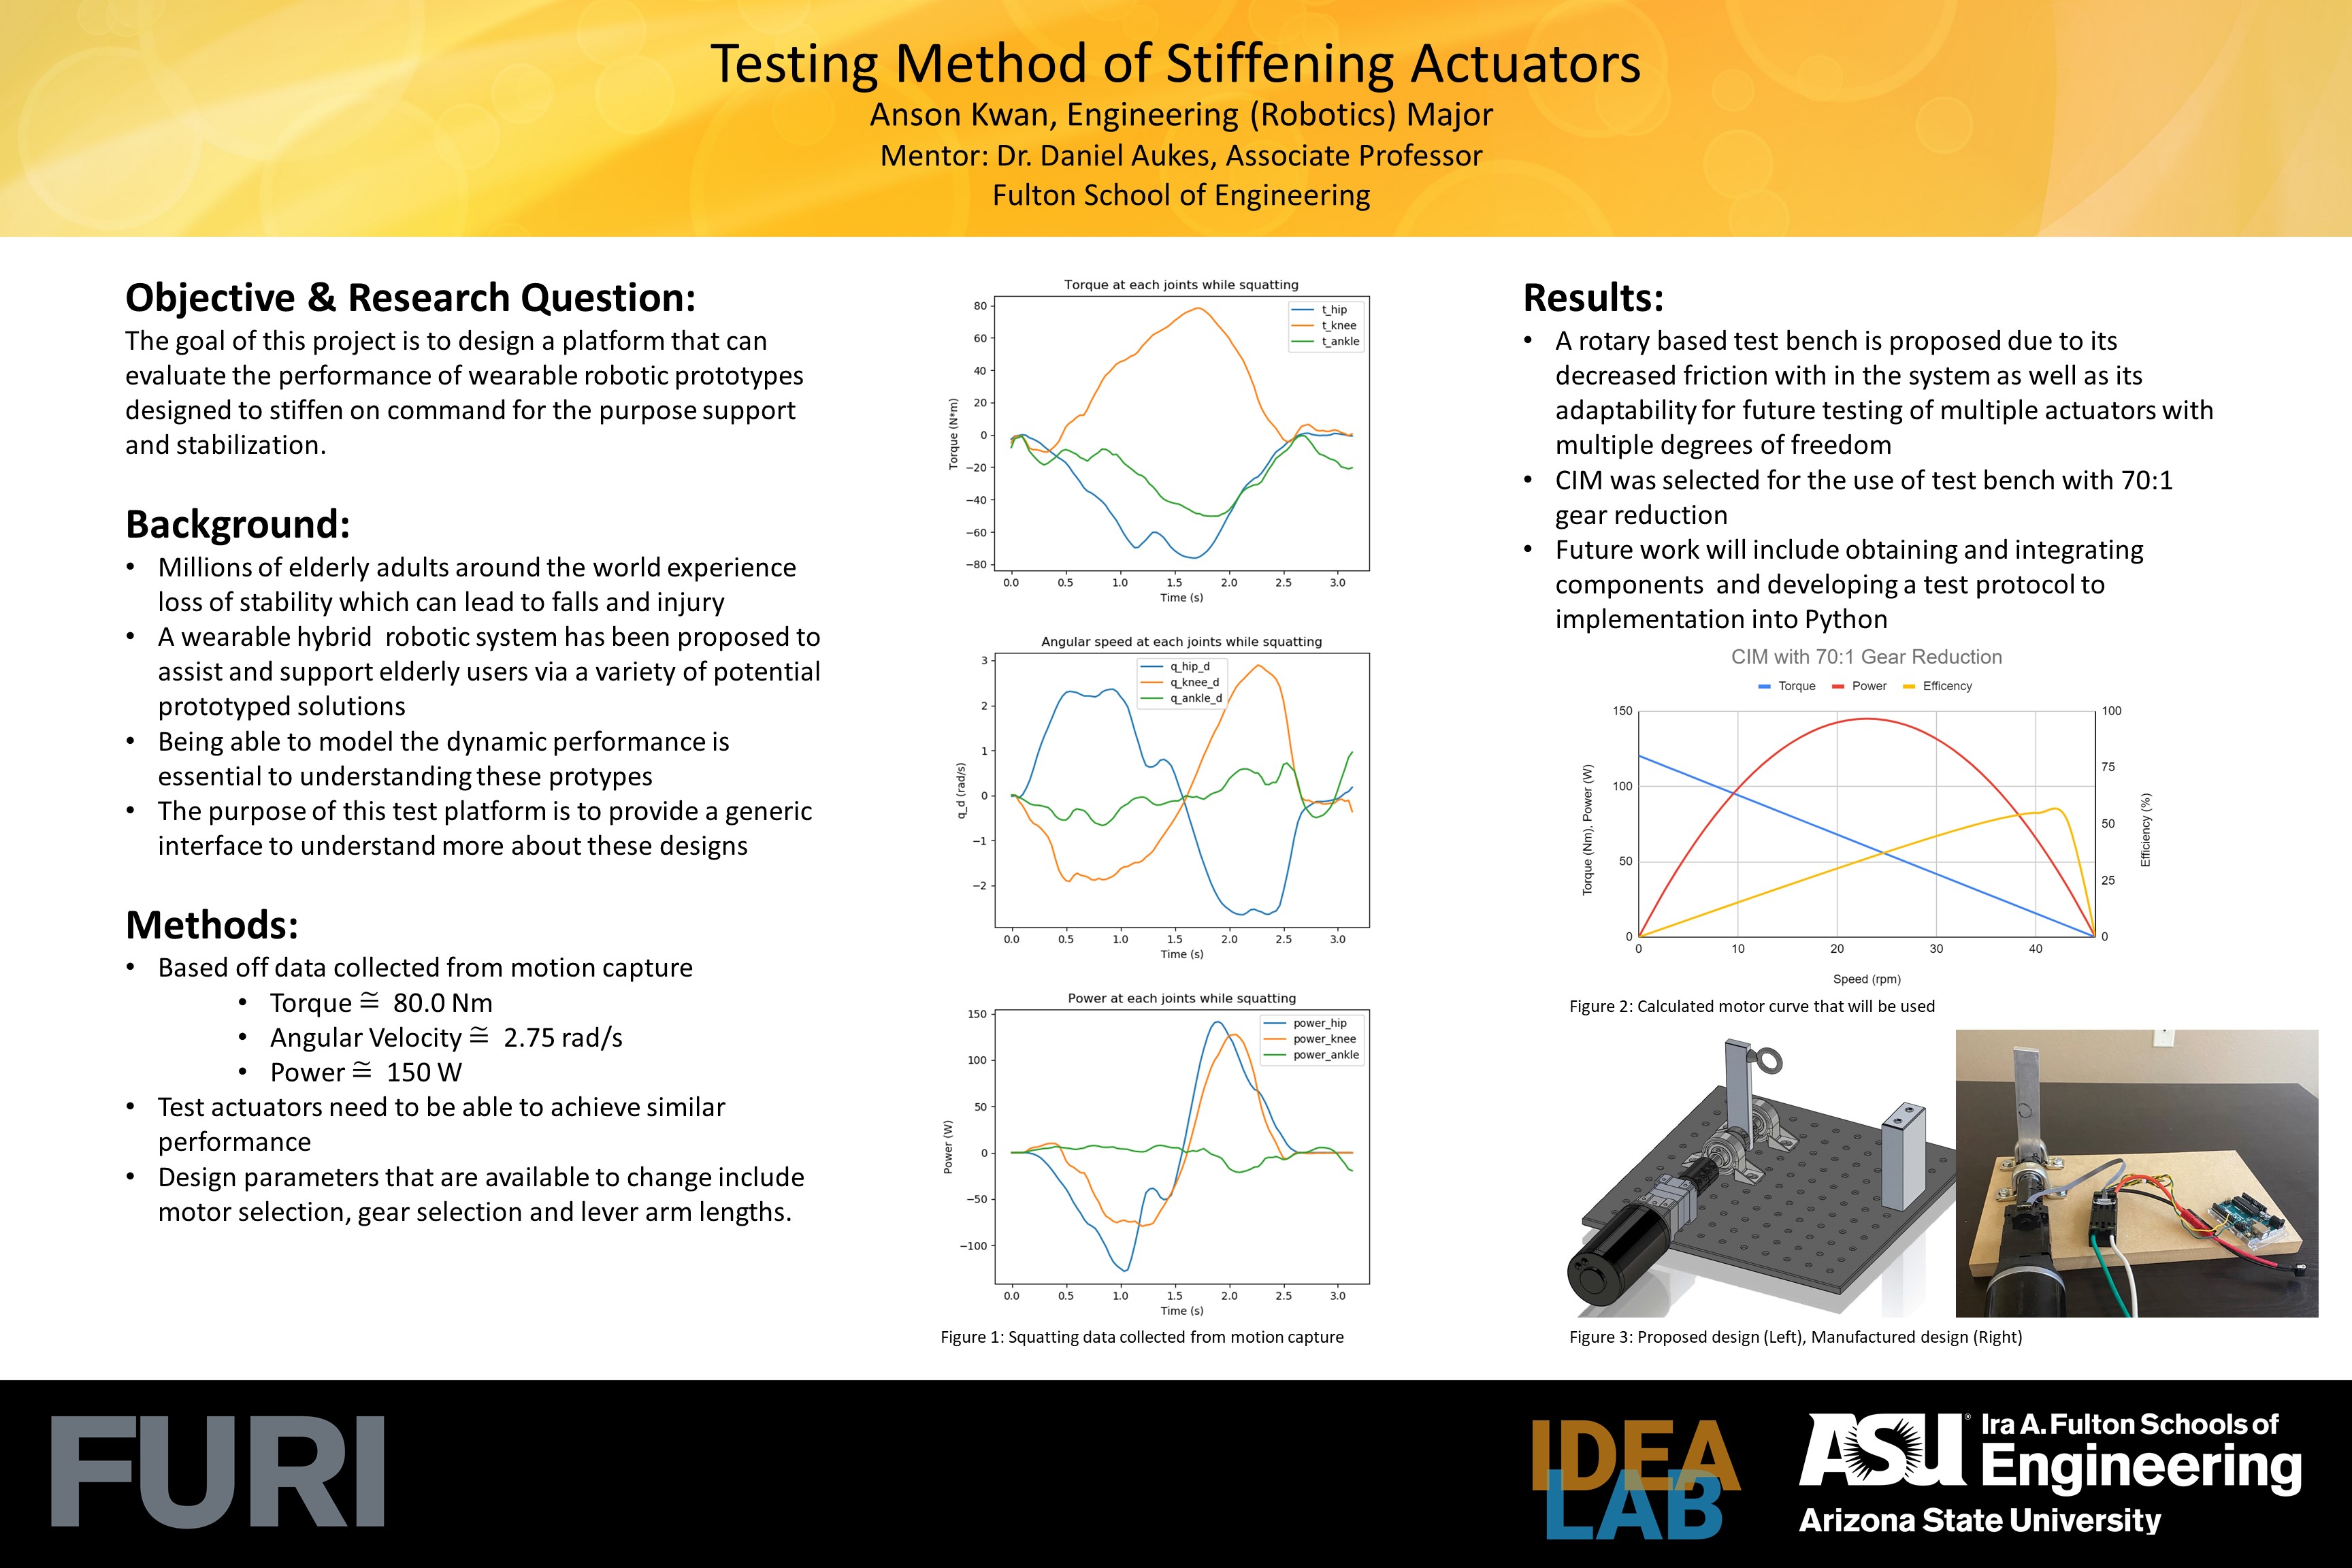 Testing Method of Stiffening Actuators
Anson Kwan, Engineering (Robotics) Major
Mentor: Dr. Daniel Aukes, Associate Professor
Fulton School of Engineering
Objective & Research Question:
The goal of this project is to design a platform that can
evaluate the performance of wearable robotic prototypes
designed to stiffen on command for the purpose support
and stabilization.
Background:
• Millions of elderly adults around the world experience
loss of stability which can lead to falls and injury
• A wearable hybrid robotic system has been proposed to
assist and support elderly users via a variety of potential
prototyped solutions
• Being able to model the dynamic performance is
essential to understanding these protypes
• The purpose of this test platform is to provide a generic
interface to understand more about these designs
Methods:
• Based off data collected from motion capture
• Torque ≅ 80.0 Nm
• Angular Velocity ≅ 2.75 rad/s
• Power ≅ 150 W
• Test actuators need to be able to achieve similar
performance
• Design parameters that are available to change include
motor selection, gear selection and lever arm lengths.
Torque at each joints while squatting
t_hip
t_knee
t_ankle
Torque (N*m)
80
60
40
20
0
−20
−40
−60
−80
0.0 0.5 1.0 1.5 2.0 2.5 3.0
Time (s)
Angular speed at each joints while squatting
q_hip_d
q_knee_d
q_ankle_d
q_d (rad/s)
3
2
1
0
−1
−2
0.0 0.5 1.0 1.5 2.0 2.5 3.0
Time (s)
Power at each joints while squatting
power_hip
power_knee
power_ankle
Power (W)
150
100
50
0
−50
−100
0.0 0.5 1.0 1.5 2.0 2.5 3.0
Time (s)
Figure 1: Squatting data collected from motion capture
Results:
• A rotary based test bench is proposed due to its
decreased friction with in the system as well as its
adaptability for future testing of multiple actuators with
multiple degrees of freedom
• CIM was selected for the use of test bench with 70:1
gear reduction
• Future work will include obtaining and integrating
components and developing a test protocol to
implementation into Python
CIM with 70:1 Gear Reduction
Torque Power Efficency
Torque (Nm), Power (W)
150
100
50
0
100
75
50
25
0
Efficiency (%)
0 10 20 30 40
Speed (rpm)
Figure 2: Calculated motor curve that will be used
Figure 3: Proposed design (Left), Manufactured design (Right)
FURI
IDEA
LAB
ASU® Ira A. Fulton Schools of
Engineering
Arizona State University